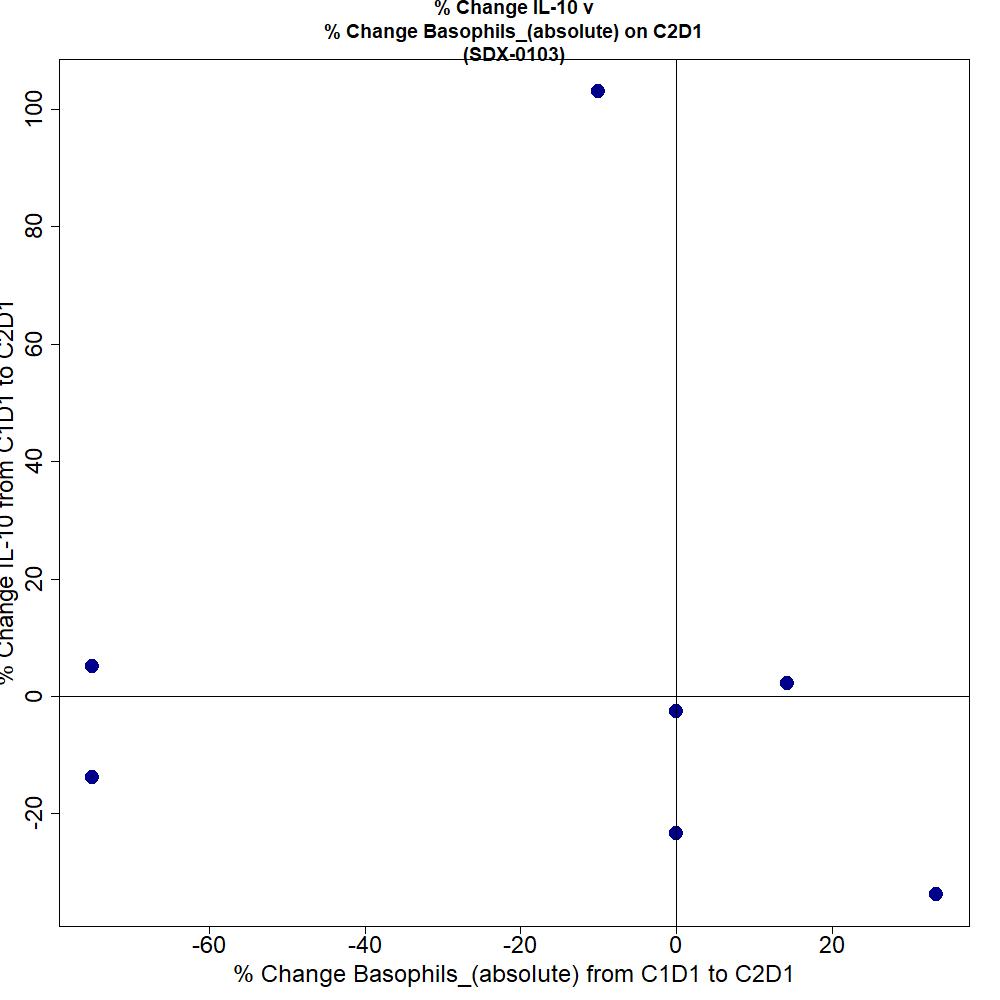 % Change IL-10 v
% Change Basophils_(absolute) on C2D1
(SDX-0103)
100
80
60
40
20
0
-20
% Change IL-10 from C1D1 to C2D1
-60
-40
-20
0
20
% Change Basophils_(absolute) from C1D1 to C2D1